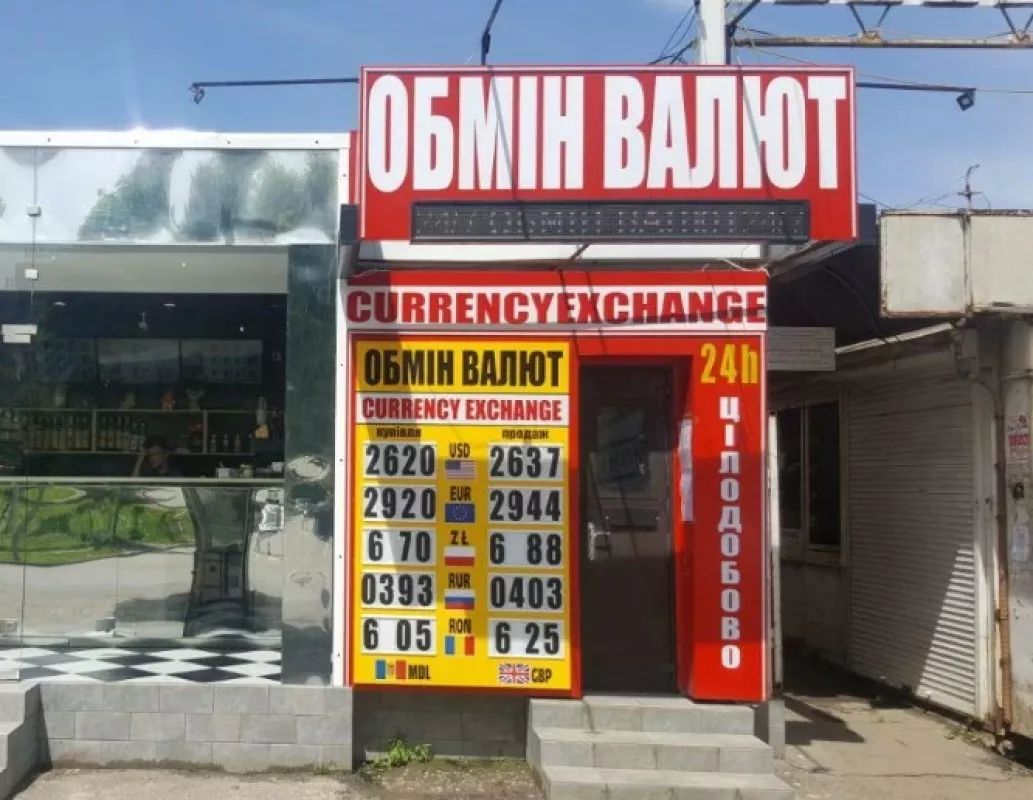 ОБМІН ВАЛЮТ
CURRENCYEXCHANGE
ОБМІН ВАЛЮТ
CURRENCY EXCHANGE
купівля продаж
2620 USD 2637
2920 EUR 2944
6 70 ZŁ 6 88
0393 RUR 0403
6 05 RON 6 25
MDL GBP
24h
ЦІЛОДОБОВО